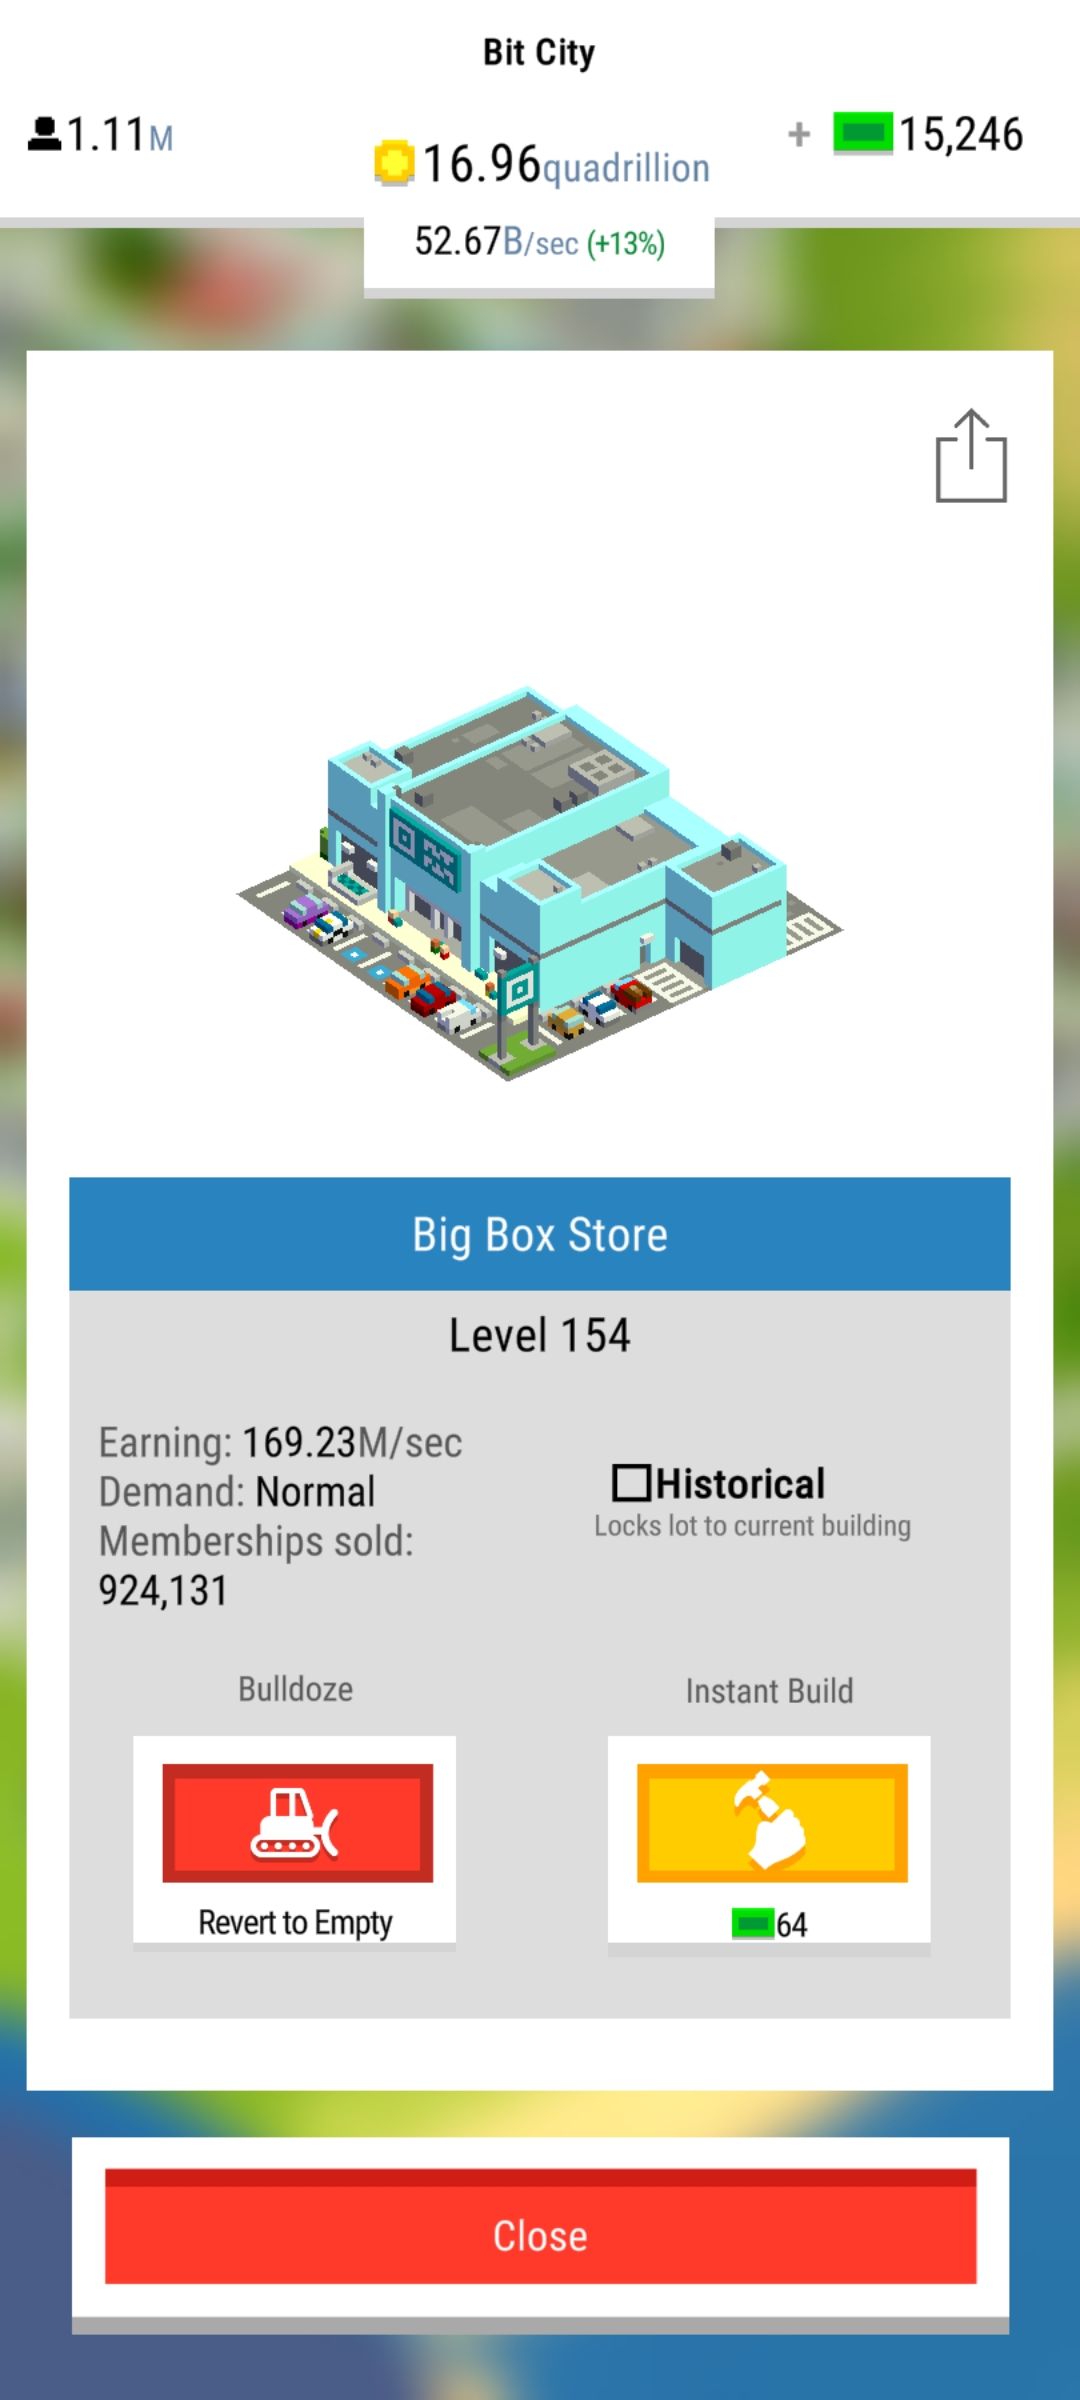 Bit City
1.11M
16.96quadrillion
+ 15,246
52.67B/sec (+13%)
Big Box Store
Level 154
Earning: 169.23M/sec
Demand: Normal
Memberships sold:
924,131
Historical
Locks lot to current building
Bulldoze
Instant Build
Revert to Empty
64
Close